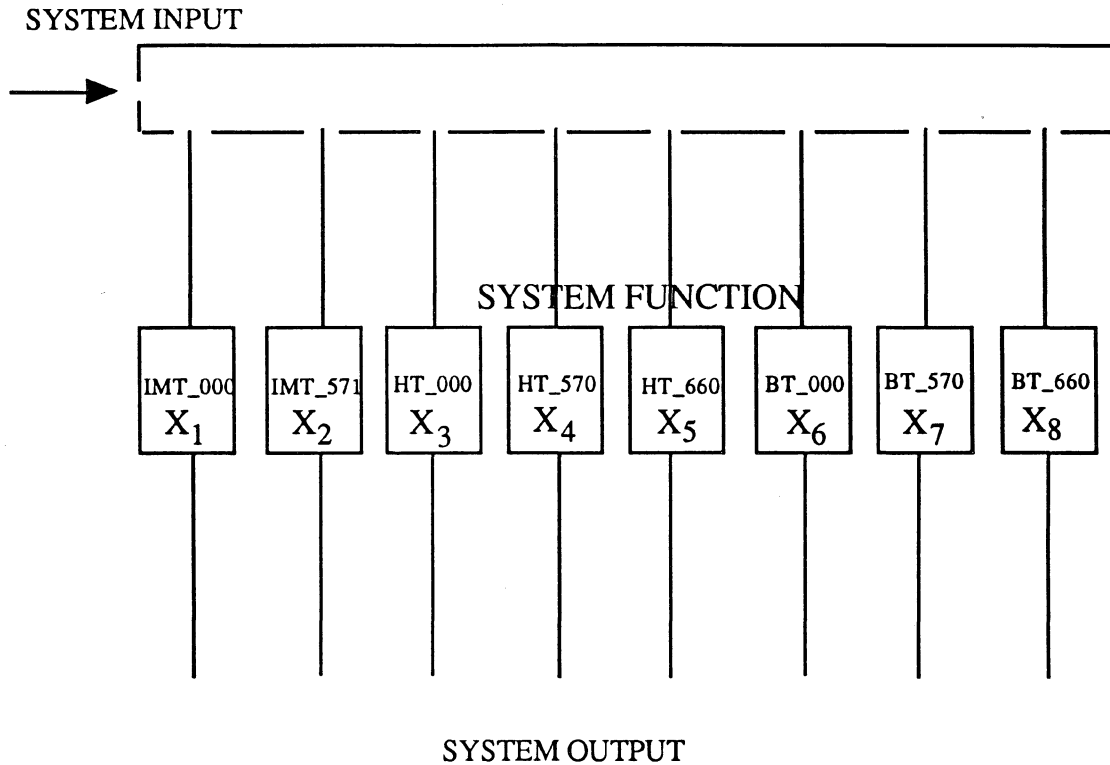 SYSTEM INPUT
SYSTEM FUNCTION
IMT_000 IMT_571 HT_000 HT_570 HT_660 BT_000 BT_570 BT_660
X1 X2 X3 X4 X5 X6 X7 X8
SYSTEM OUTPUT